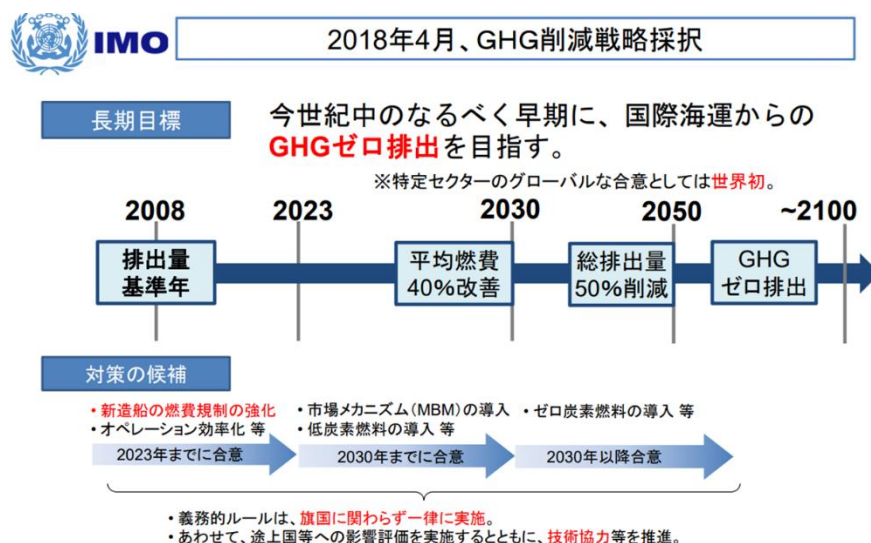 IMO
2018年4月、GHG削減戦略採択
長期目標
今世紀中のなるべく早期に、国際海運からの
GHGゼロ排出を目指す。
※特定セクターのグローバルな合意としては世界初。
2008
2023
2030
2050
~2100
排出量
基準年
平均燃費
40%改善
総排出量
50%削減
GHG
ゼロ排出
対策の候補
・新造船の燃費規制の強化
・オペレーション効率化 等
・市場メカニズム(MBM)の導入
・低炭素燃料の導入 等
・ゼロ炭素燃料の導入 等
2023年までに合意
2030年までに合意
2030年以降合意
・義務的ルールは、旗国に関わらず一律に実施。
・あわせて、途上国等への影響評価を実施するとともに、技術協力等を推進。